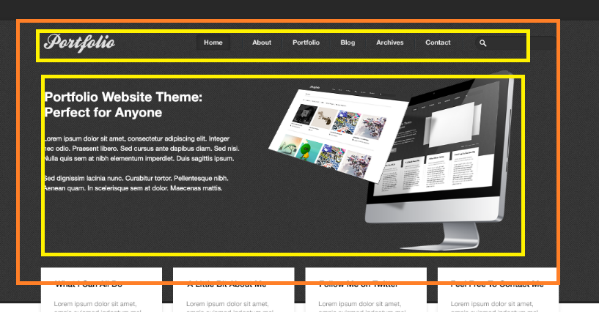 Portfolio
Home About Portfolio Blog Archives Contact
Portfolio Website Theme:
Perfect for Anyone
Lorem ipsum dolor sit amet, consectetur adipiscing elit. Integer
nec odio. Praesent libero. Sed cursus ante dapibus diam. Sed nisi.
Nulla quis sem at nibh elementum imperdiet. Duis sagittis ipsum.
Sed dignissim lacinia nunc. Curabitur tortor. Pellentesque nibh.
Aenean quam. In scelerisque sem at dolor. Maecenas mattis.
What I Can All Do A Little Bit About Me Follow Me On Twitter Feel Free To Contact Me
Lorem ipsum dolor sit amet, Lorem ipsum dolor sit amet, Lorem ipsum dolor sit amet, Lorem ipsum dolor sit amet,